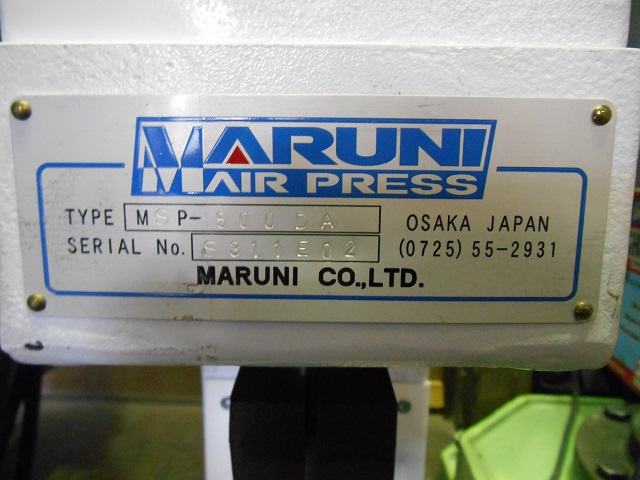 MARUNI
AIR PRESS
TYPE MSP-500DA
OSAKA JAPAN
SERIAL No. S311E02
(0725) 55-2931
MARUNI CO.,LTD.